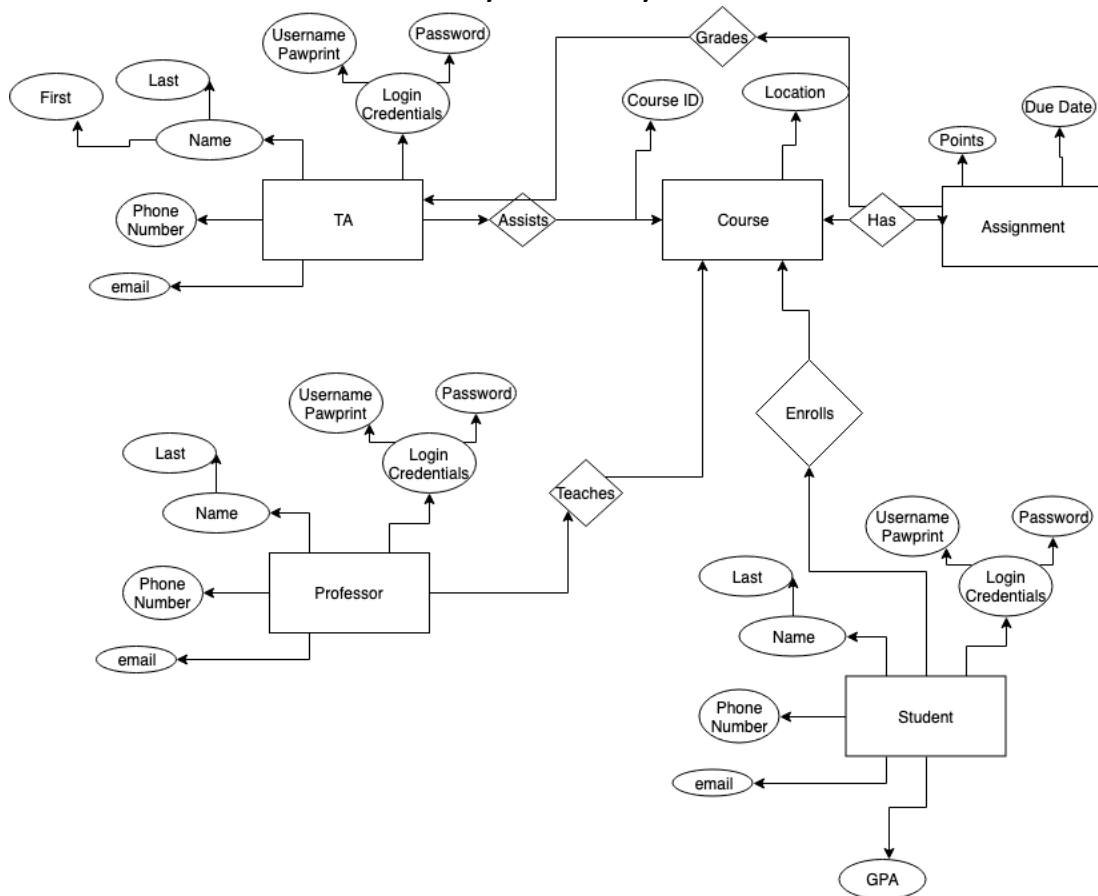 Grades
Username
Pawprint
Password
Last
First
Login
Credentials
Course ID
Location
Due Date
Name
Points
Phone
Number
TA
Assists
Course
Has
Assignment
email
Username
Pawprint
Password
Enrolls
Last
Login
Credentials
Name
Teaches
Username
Pawprint
Password
Phone
Number
Professor
Last
Login
Credentials
email
Name
Phone
Number
Student
email
GPA